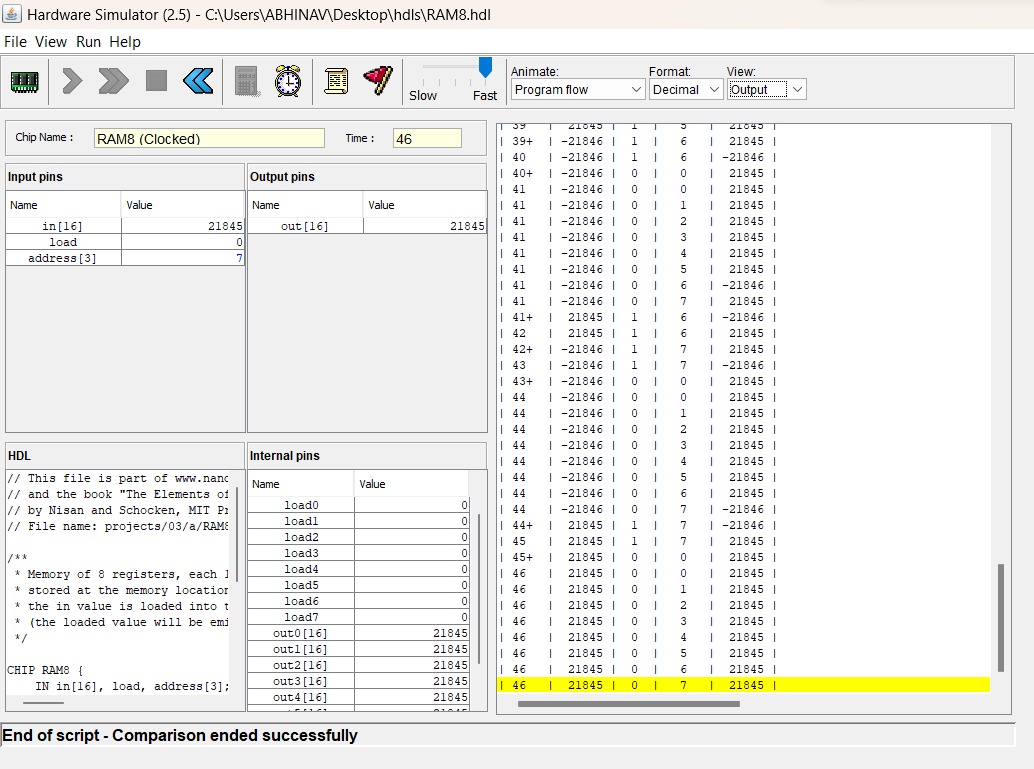 Hardware Simulator (2.5) - C:\Users\ABHINAV\Desktop\hdls\RAM8.hdl
File View Run Help
Slow Fast
Animate: Format: View:
Program flow Decimal Output
Chip Name : RAM8 (Clocked) Time : 46
Input pins
Name Value
in[16] 21845
load 0
address[3] 7
Output pins
Name Value
out[16] 21845
HDL
// This file is part of www.nand
// and the book "The Elements of
// by Nisan and Schocken, MIT Pr
// File name: projects/03/a/RAM8
/**
* Memory of 8 registers, each 1
* stored at the memory location
* the in value is loaded into t
* (the loaded value will be emi
*/
CHIP RAM8 {
IN in[16], load, address[3];
Internal pins
Name Value
load0 0
load1 0
load2 0
load3 0
load4 0
load5 0
load6 0
load7 0
out0[16] 21845
out1[16] 21845
out2[16] 21845
out3[16] 21845
out4[16] 21845
| 39 | 21845 | 1 | 5 | 21845 |
| 39+ | -21846 | 1 | 6 | 21845 |
| 40 | -21846 | 1 | 6 | -21846 |
| 40+ | -21846 | 0 | 0 | 21845 |
| 41 | -21846 | 0 | 0 | 21845 |
| 41 | -21846 | 0 | 1 | 21845 |
| 41 | -21846 | 0 | 2 | 21845 |
| 41 | -21846 | 0 | 3 | 21845 |
| 41 | -21846 | 0 | 4 | 21845 |
| 41 | -21846 | 0 | 5 | 21845 |
| 41 | -21846 | 0 | 6 | -21846 |
| 41 | -21846 | 0 | 7 | 21845 |
| 41+ | 21845 | 1 | 6 | -21846 |
| 42 | 21845 | 1 | 6 | 21845 |
| 42+ | -21846 | 1 | 7 | 21845 |
| 43 | -21846 | 1 | 7 | -21846 |
| 43+ | -21846 | 0 | 0 | 21845 |
| 44 | -21846 | 0 | 0 | 21845 |
| 44 | -21846 | 0 | 1 | 21845 |
| 44 | -21846 | 0 | 2 | 21845 |
| 44 | -21846 | 0 | 3 | 21845 |
| 44 | -21846 | 0 | 4 | 21845 |
| 44 | -21846 | 0 | 5 | 21845 |
| 44 | -21846 | 0 | 6 | 21845 |
| 44 | -21846 | 0 | 7 | -21846 |
| 44+ | 21845 | 1 | 7 | -21846 |
| 45 | 21845 | 1 | 7 | 21845 |
| 45+ | 21845 | 0 | 0 | 21845 |
| 46 | 21845 | 0 | 0 | 21845 |
| 46 | 21845 | 0 | 1 | 21845 |
| 46 | 21845 | 0 | 2 | 21845 |
| 46 | 21845 | 0 | 3 | 21845 |
| 46 | 21845 | 0 | 4 | 21845 |
| 46 | 21845 | 0 | 5 | 21845 |
| 46 | 21845 | 0 | 6 | 21845 |
| 46 | 21845 | 0 | 7 | 21845 |
End of script - Comparison ended successfully